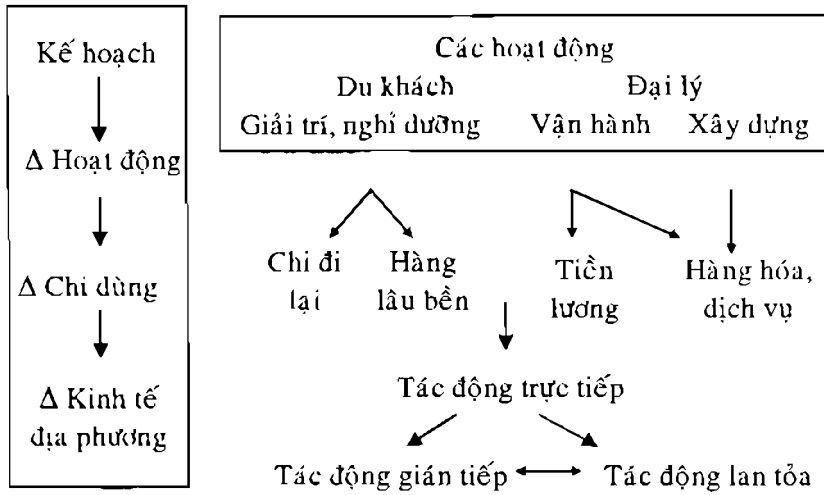 Kế hoạch
Δ Hoạt động
Δ Chi dùng
Δ Kinh tế
địa phương
Các hoạt động
Du khách Đại lý
Giải trí, nghỉ dưỡng Vận hành Xây dựng
Chi đi
lại
Hàng
lâu bền
Tiền
lương
Hàng hóa,
dịch vụ
Tác động trực tiếp
Tác động gián tiếp Tác động lan tỏa